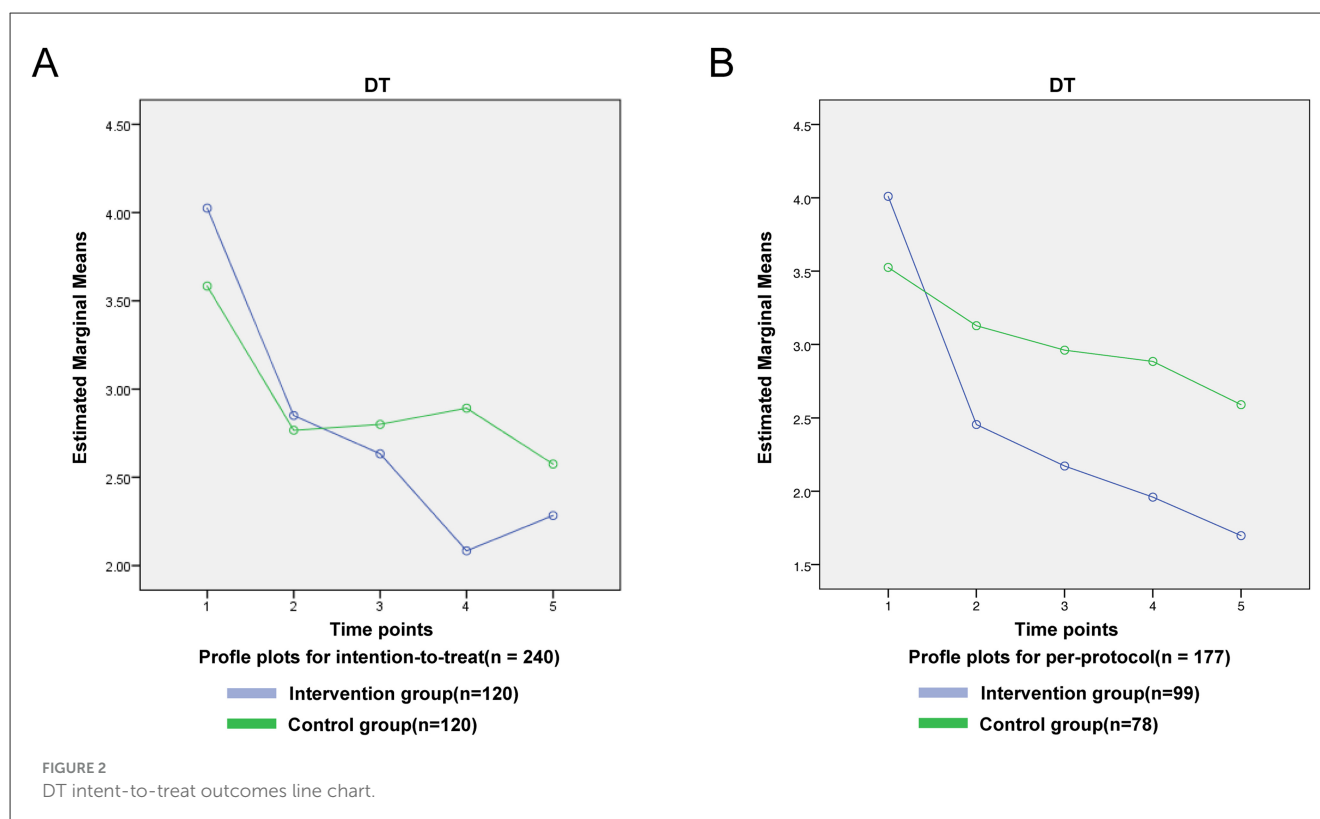 A
DT
4.50
4.00
3.50
3.00
2.50
2.00
Estimated Marginal Means
1 2 3 4 5
Time points
Profle plots for intention-to-treat(n = 240)
Intervention group(n=120)
Control group(n=120)
B
DT
4.5
4.0
3.5
3.0
2.5
2.0
1.5
Estimated Marginal Means
1 2 3 4 5
Time points
Profle plots for per-protocol(n = 177)
Intervention group(n=99)
Control group(n=78)
FIGURE 2
DT intent-to-treat outcomes line chart.